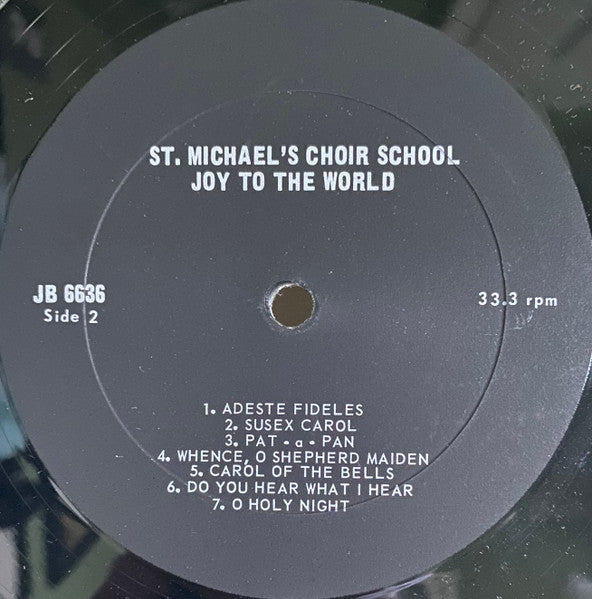 ST. MICHAEL'S CHOIR SCHOOL
JOY TO THE WORLD
JB 6636
Side 2
33.3 rpm
1. ADESTE FIDELES
2. SUSEX CAROL
3. PAT - a - PAN
4. WHENCE, O SHEPHERD MAIDEN
5. CAROL OF THE BELLS
6. DO YOU HEAR WHAT I HEAR
7. O HOLY NIGHT